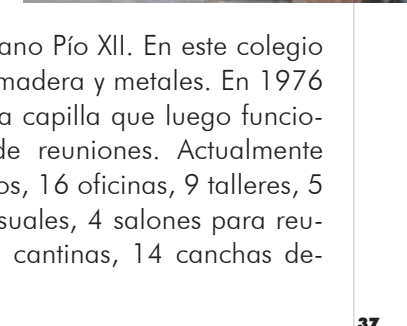 ano Pío XII. En este colegio
madera y metales. En 1976
a capilla que luego funcio-
de reuniones. Actualmente
os, 16 oficinas, 9 talleres, 5
suales, 4 salones para reu-
cantinas, 14 canchas de-
37